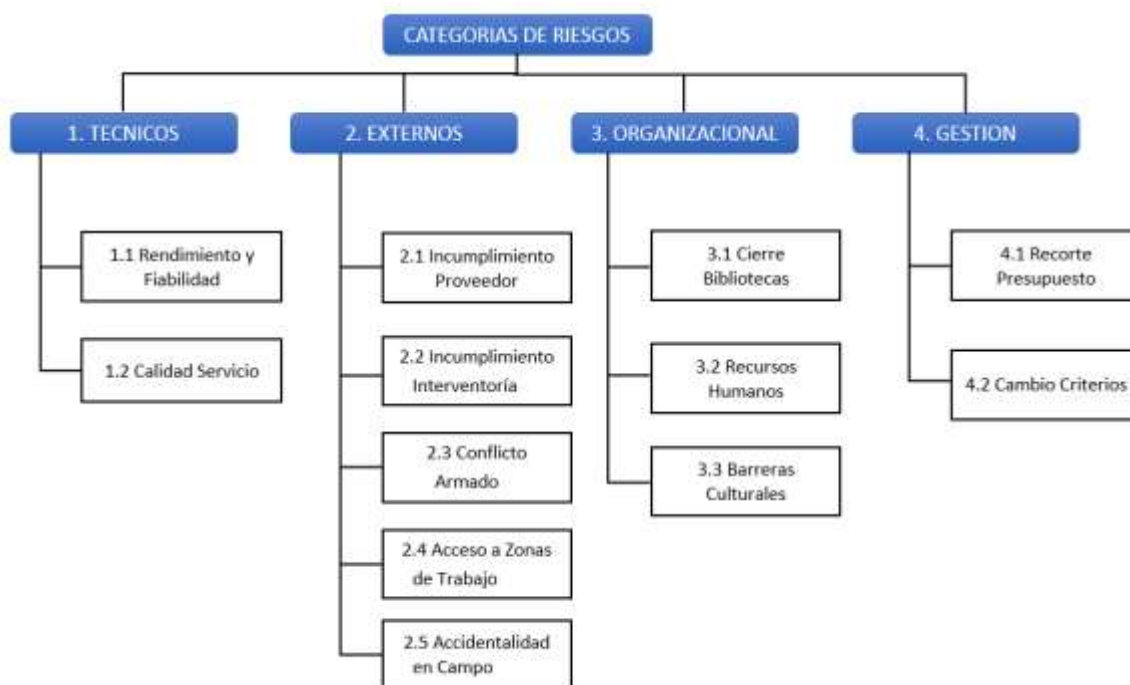 CATEGORIAS DE RIESGOS
1. TECNICOS
2. EXTERNOS
3. ORGANIZACIONAL
4. GESTION
1.1 Rendimiento y
Fiabilidad
1.2 Calidad Servicio
2.1 Incumplimiento
Proveedor
2.2 Incumplimiento
Interventoría
2.3 Conflicto
Armado
2.4 Acceso a Zonas
de Trabajo
2.5 Accidentalidad
en Campo
3.1 Cierre
Bibliotecas
3.2 Recursos
Humanos
3.3 Barreras
Culturales
4.1 Recorte
Presupuesto
4.2 Cambio Criterios